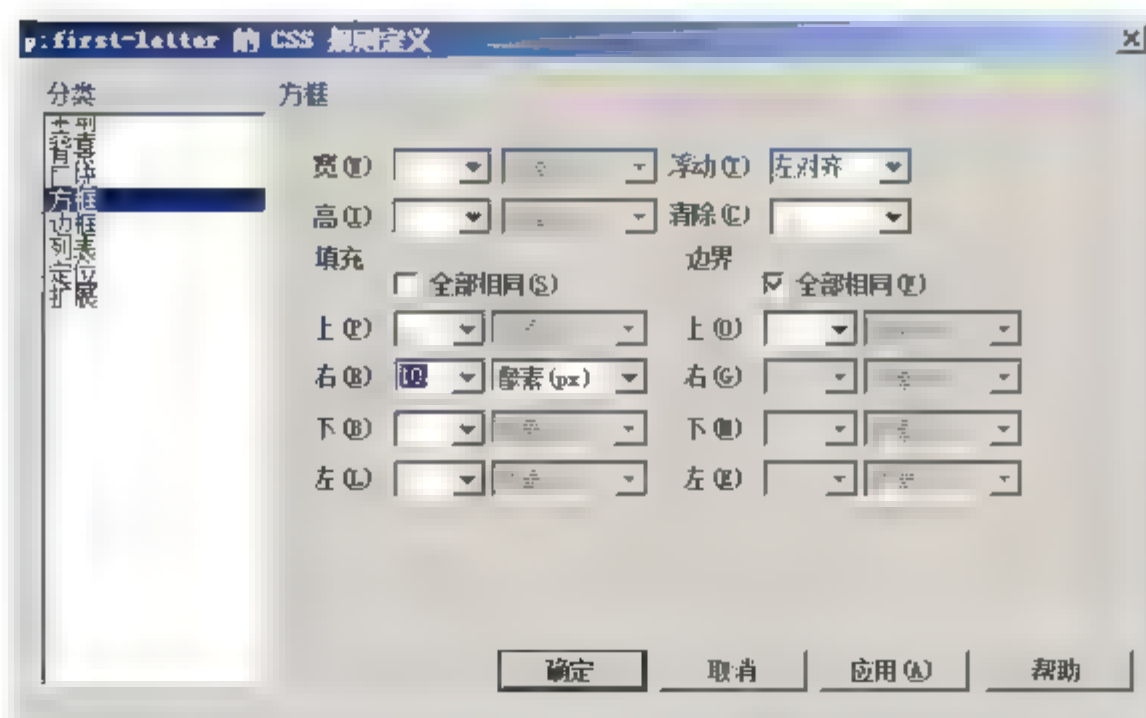 p:first-letter 的 CSS 规则定义
分类
方框
类型
背景
区块
方框
边框
列表
定位
扩展
宽(W)
浮动(T) 左对齐
高(I)
清除(C)
填充
边界
全部相同(S)
全部相同(F)
上(P)
上(O)
右(R) 10 像素(px)
右(G)
下(B)
下(M)
左(L)
左(E)
确定 取消 应用(A) 帮助